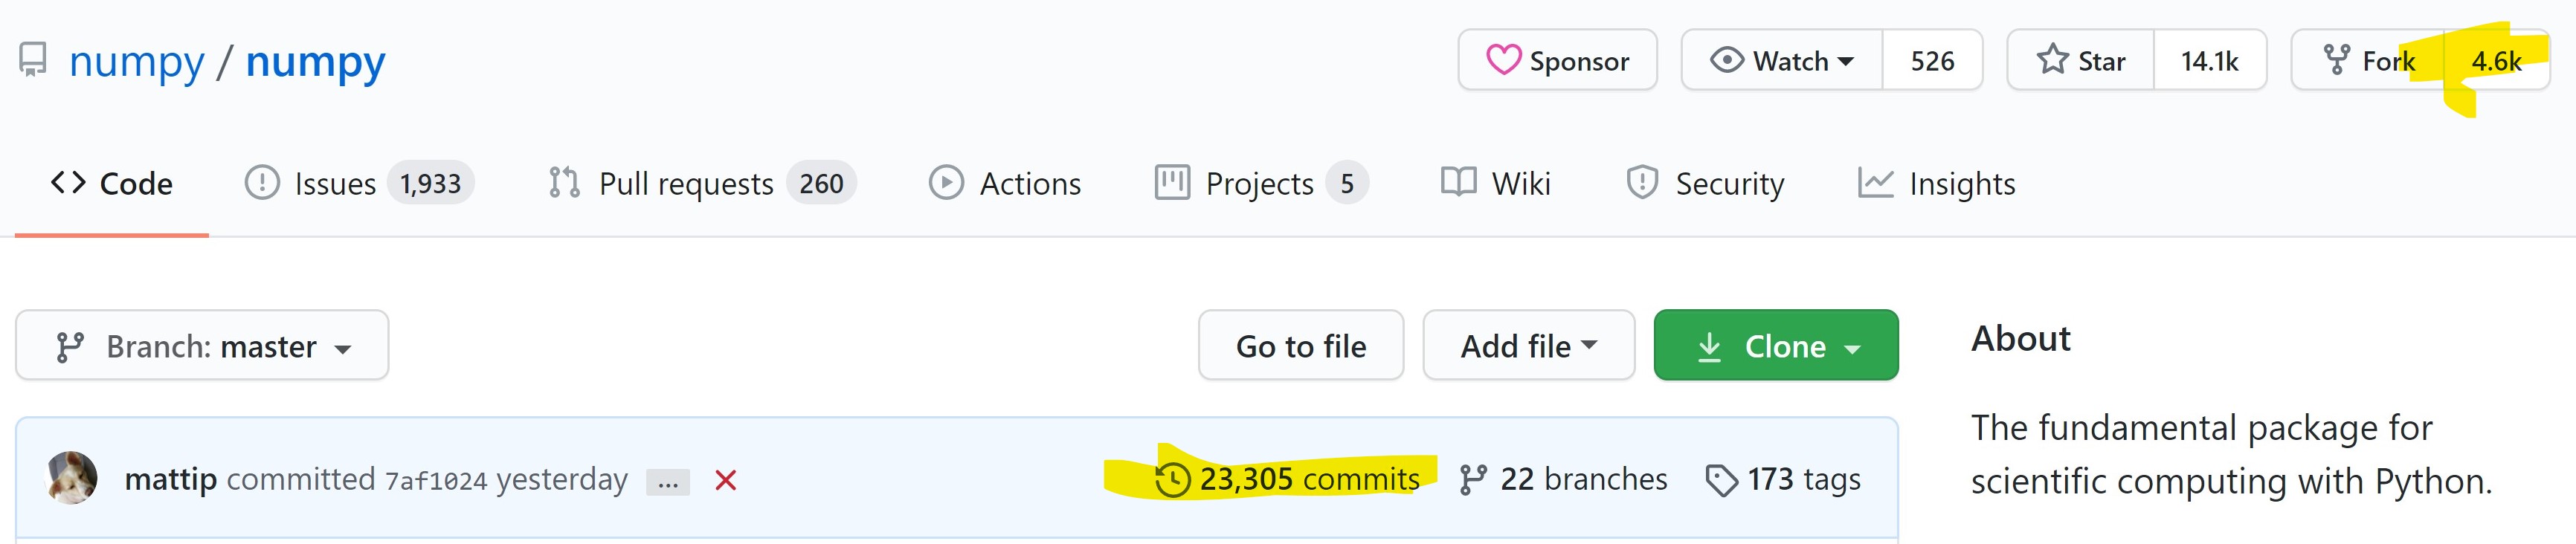 numpy / numpy Sponsor Watch 526 Star 14.1k Fork 4.6k
Code Issues 1,933 Pull requests 260 Actions Projects 5 Wiki Security Insights
Branch: master Go to file Add file Clone About
The fundamental package for
scientific computing with Python.
mattip committed 7af1024 yesterday ... 23,305 commits 22 branches 173 tags